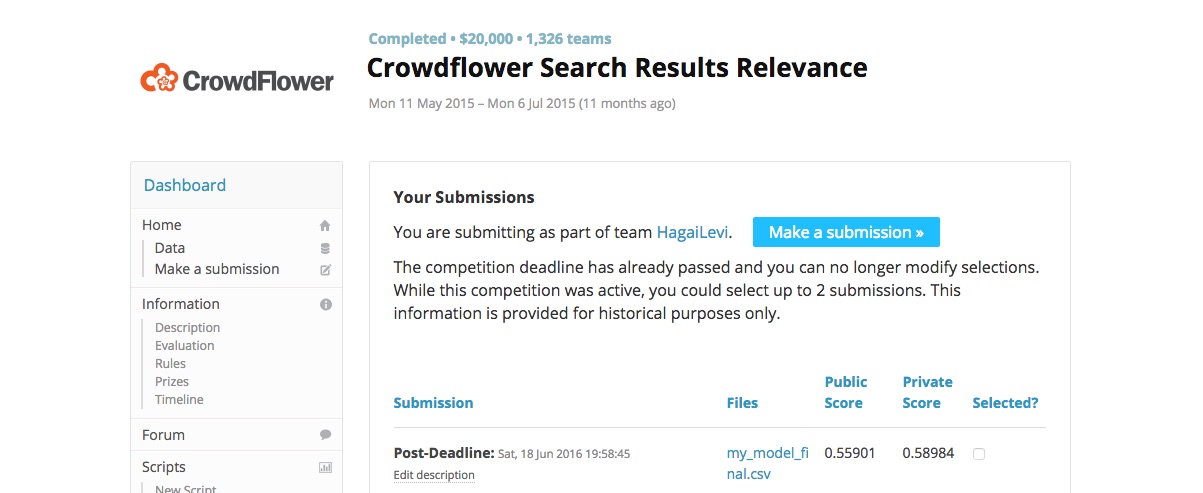 Completed • $20,000 • 1,326 teams
CrowdFlower
Crowdflower Search Results Relevance
Mon 11 May 2015 – Mon 6 Jul 2015 (11 months ago)
Dashboard
Home
Data
Make a submission
Information
Description
Evaluation
Rules
Prizes
Timeline
Forum
Scripts
New Script
Your Submissions
You are submitting as part of team HagaiLevi. Make a submission »
The competition deadline has already passed and you can no longer modify selections.
While this competition was active, you could select up to 2 submissions. This
information is provided for historical purposes only.
Submission Files Public Score Private Score Selected?
Post-Deadline: Sat, 18 Jun 2016 19:58:45 my_model_fi 0.55901 0.58984
Edit description nal.csv